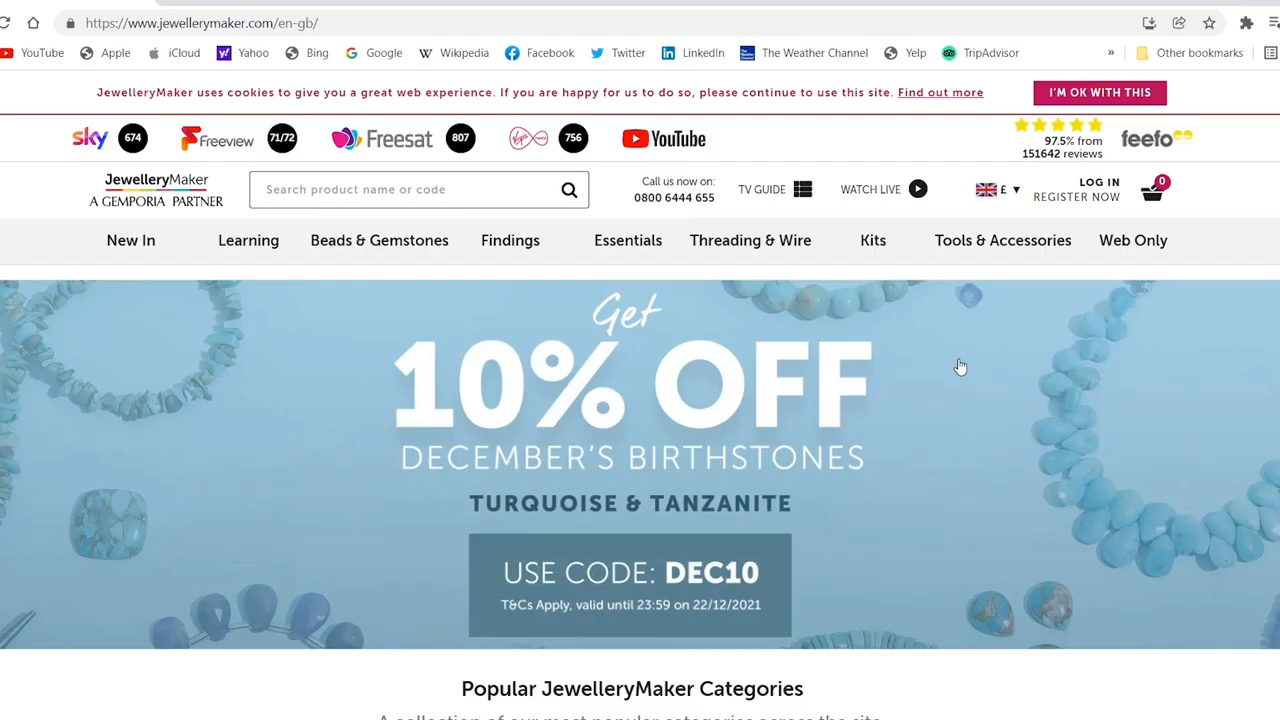 https://www.jewellerymaker.com/en-gb/
YouTube Apple iCloud Yahoo Bing Google Wikipedia Facebook Twitter LinkedIn The Weather Channel Yelp TripAdvisor » Other bookmarks
JewelleryMaker uses cookies to give you a great web experience. If you are happy for us to do so, please continue to use this site. Find out more
I'M OK WITH THIS
sky 674 Freeview 71/72 Freesat 807 756 YouTube
97.5% from
151642 reviews
feefo
JewelleryMaker
A GEMPORIA PARTNER
Search product name or code
Call us now on:
0800 6444 655
TV GUIDE
WATCH LIVE
£ ▼
LOG IN
REGISTER NOW
0
New In Learning Beads & Gemstones Findings Essentials Threading & Wire Kits Tools & Accessories Web Only
Get
10% OFF
DECEMBER'S BIRTHSTONES
TURQUOISE & TANZANITE
USE CODE: DEC10
T&Cs Apply, valid until 23:59 on 22/12/2021
Popular JewelleryMaker Categories
A collection of our most popular categories across the site